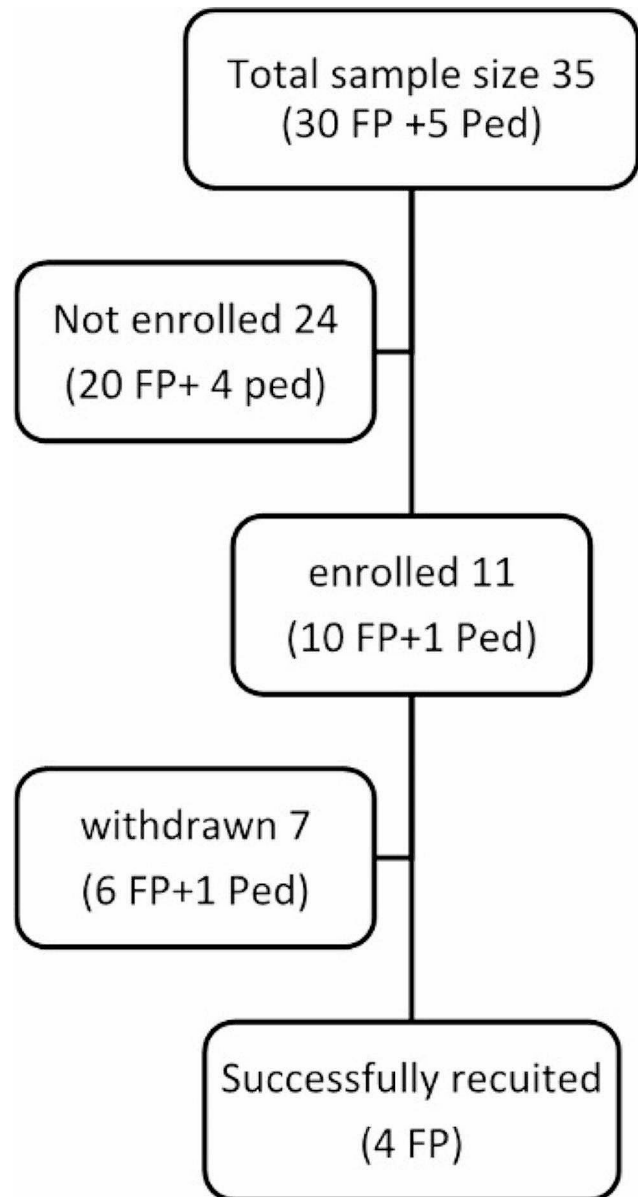 Total sample size 35
(30 FP +5 Ped)
Not enrolled 24
(20 FP+ 4 ped)
enrolled 11
(10 FP+1 Ped)
withdrawn 7
(6 FP+1 Ped)
Successfully recuited
(4 FP)